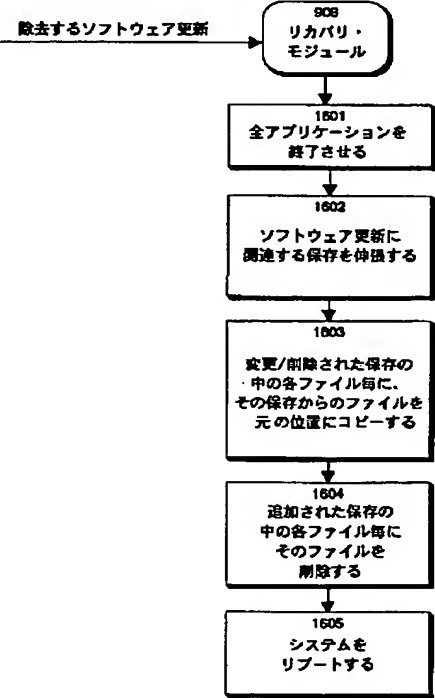 除去するソフトウェア更新
908
リカバリ・
モジュール
1601
全アプリケーションを
終了させる
1602
ソフトウェア更新に
関連する保存を伸張する
1603
変更/削除された保存の
中の各ファイル毎に、
その保存からのファイルを
元の位置にコピーする
1604
追加された保存の
中の各ファイル毎に
そのファイルを
削除する
1605
システムを
リブートする